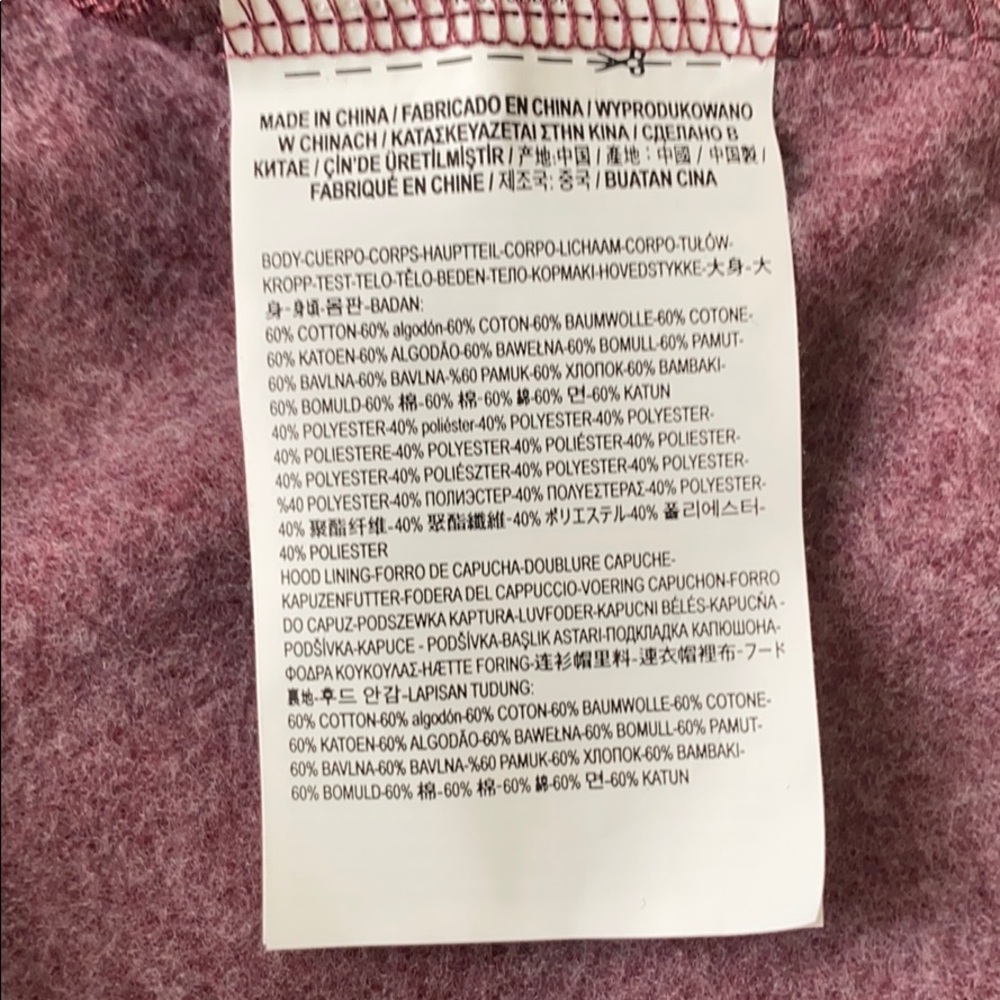 MADE IN CHINA / FABRICADO EN CHINA / WYPRODUKOWANO
W CHINACH / ΚΑΤΑΣΚΕΥΑΖΕΤΑΙ ΣΤΗΝ ΚΙΝΑ / СДЕЛАНО В
КИТАЕ / ÇİN'DE ÜRETİLMİŞTİR / 产地:中国 / 產地：中國 / 中国製 /
FABRIQUÉ EN CHINE / 제조국: 중국 / BUATAN CINA
BODY-CUERPO-CORPS-HAUPTTEIL-CORPO-LICHAAM-CORPO-TUŁÓW-
KROPP-TEST-TELO-TĚLO-BEDEN-ТЕЛО-ΚΟΡΜΑΚΙ-HOVEDSTYKKE-大身-大
身-身頃-몸판-BADAN:
60% COTTON-60% algodón-60% COTON-60% BAUMWOLLE-60% COTONE-
60% KATOEN-60% ALGODÃO-60% BAWEŁNA-60% BOMULL-60% PAMUT-
60% BAVLNA-60% BAVLNA-%60 PAMUK-60% ХЛОПОК-60% ΒΑΜΒΑΚΙ-
60% BOMULD-60% 棉-60% 棉-60% 綿-60% 면-60% KATUN
40% POLYESTER-40% poliéster-40% POLYESTER-40% POLYESTER-
40% POLIESTERE-40% POLYESTER-40% POLIÉSTER-40% POLIESTER-
40% POLYESTER-40% POLIÉSZTER-40% POLYESTER-40% POLYESTER-
%40 POLYESTER-40% ПОЛИЭСТЕР-40% ΠΟΛΥΕΣΤΕΡΑΣ-40% POLYESTER-
40% 聚酯纤维-40% 聚酯纖維-40% ポリエステル-40% 폴리에스터-
40% POLIESTER
HOOD LINING-FORRO DE CAPUCHA-DOUBLURE CAPUCHE-
KAPUZENFUTTER-FODERA DEL CAPPUCCIO-VOERING CAPUCHON-FORRO
DO CAPUZ-PODSZEWKA KAPTURA-LUVFODER-KAPUCNI BÉLÉS-KAPUCŇA -
PODŠÍVKA-KAPUCE - PODŠÍVKA-BAŞLIK ASTARI-ПОДКЛАДКА КАПЮШОНА-
ΦΟΔΡΑ ΚΟΥΚΟΥΛΑΣ-HÆTTE FORING-连衫帽里料-連衣帽裡布-フード
裏地-후드 안감-LAPISAN TUDUNG:
60% COTTON-60% algodón-60% COTON-60% BAUMWOLLE-60% COTONE-
60% KATOEN-60% ALGODÃO-60% BAWEŁNA-60% BOMULL-60% PAMUT-
60% BAVLNA-60% BAVLNA-%60 PAMUK-60% ХЛОПОК-60% ΒΑΜΒΑΚΙ-
60% BOMULD-60% 棉-60% 棉-60% 綿-60% 면-60% KATUN